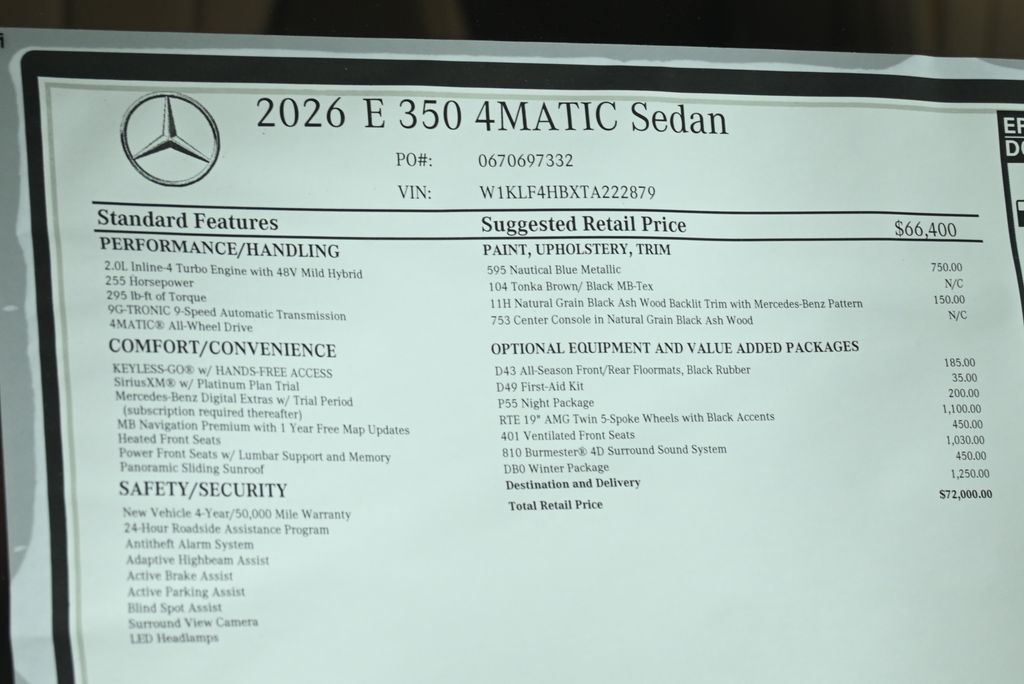 2026 E 350 4MATIC Sedan
PO#: 0670697332
VIN: W1KLF4HBXTA222879
Standard Features
Suggested Retail Price $66,400
PERFORMANCE/HANDLING
2.0L Inline-4 Turbo Engine with 48V Mild Hybrid
255 Horsepower
295 lb-ft of Torque
9G-TRONIC 9-Speed Automatic Transmission
4MATIC® All-Wheel Drive
COMFORT/CONVENIENCE
KEYLESS-GO® w/ HANDS-FREE ACCESS
SiriusXM® w/ Platinum Plan Trial
Mercedes-Benz Digital Extras w/ Trial Period
(subscription required thereafter)
MB Navigation Premium with 1 Year Free Map Updates
Heated Front Seats
Power Front Seats w/ Lumbar Support and Memory
Panoramic Sliding Sunroof
SAFETY/SECURITY
New Vehicle 4-Year/50,000 Mile Warranty
24-Hour Roadside Assistance Program
Antitheft Alarm System
Adaptive Highbeam Assist
Active Brake Assist
Active Parking Assist
Blind Spot Assist
Surround View Camera
LED Headlamps
PAINT, UPHOLSTERY, TRIM
595 Nautical Blue Metallic 750.00
104 Tonka Brown/ Black MB-Tex N/C
11H Natural Grain Black Ash Wood Backlit Trim with Mercedes-Benz Pattern 150.00
753 Center Console in Natural Grain Black Ash Wood N/C
OPTIONAL EQUIPMENT AND VALUE ADDED PACKAGES
D43 All-Season Front/Rear Floormats, Black Rubber 185.00
D49 First-Aid Kit 35.00
P55 Night Package 200.00
RTE 19" AMG Twin 5-Spoke Wheels with Black Accents 1,100.00
401 Ventilated Front Seats 450.00
810 Burmester® 4D Surround Sound System 1,030.00
DB0 Winter Package 450.00
Destination and Delivery 1,250.00
Total Retail Price $72,000.00